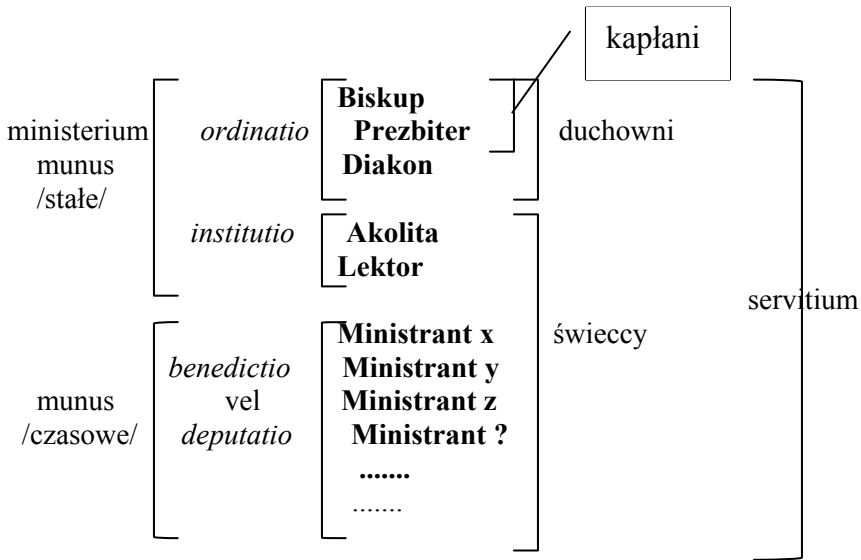 kapłani
Biskup
ministerium ordinatio Prezbiter duchowni
munus Diakon
/stałe/
institutio Akolita
Lektor
servitium
Ministrant x świeccy
benedictio Ministrant y
munus vel Ministrant z
/czasowe/ deputatio Ministrant ?
.......
.......